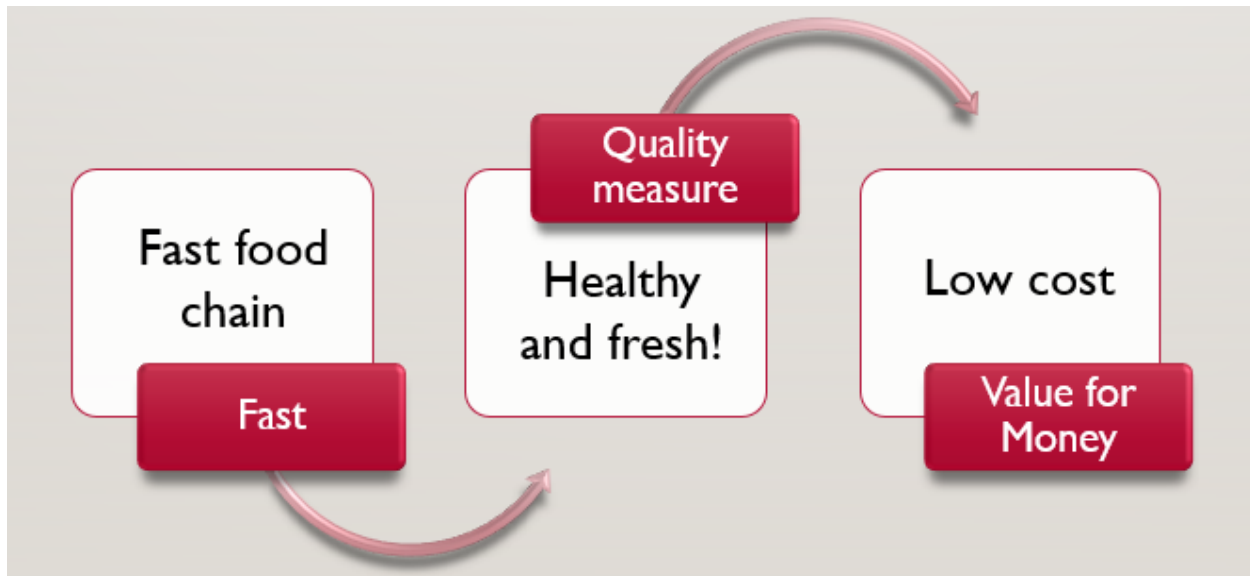 Fast food
chain
Fast
Quality
measure
Healthy
and fresh!
Low cost
Value for
Money